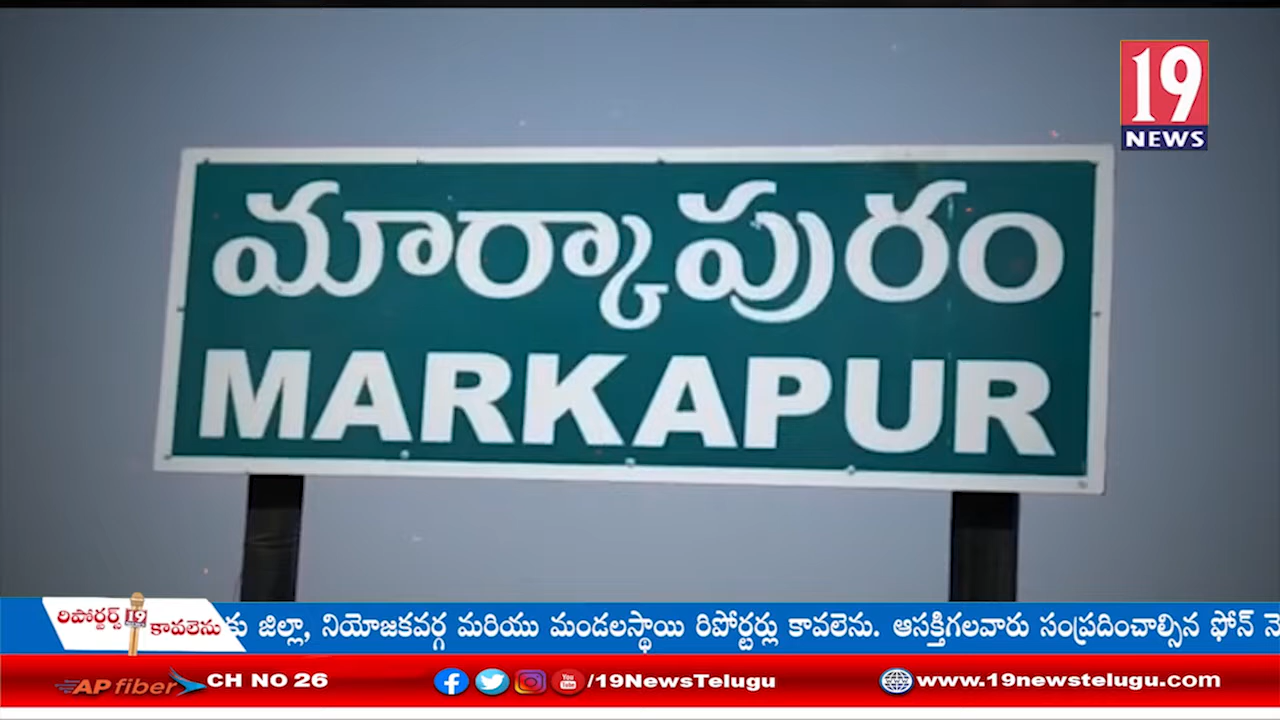 19
NEWS
మార్కాపురం
MARKAPUR
రిపోర్టర్స్ 19 కావలెను
కు జిల్లా, నియోజకవర్గ మరియు మండలస్థాయి రిపోర్టర్లు కావలెను. ఆసక్తిగలవారు సంప్రదించాల్సిన ఫోన్
AP fiber CH NO 26 /19NewsTelugu www.19newstelugu.com